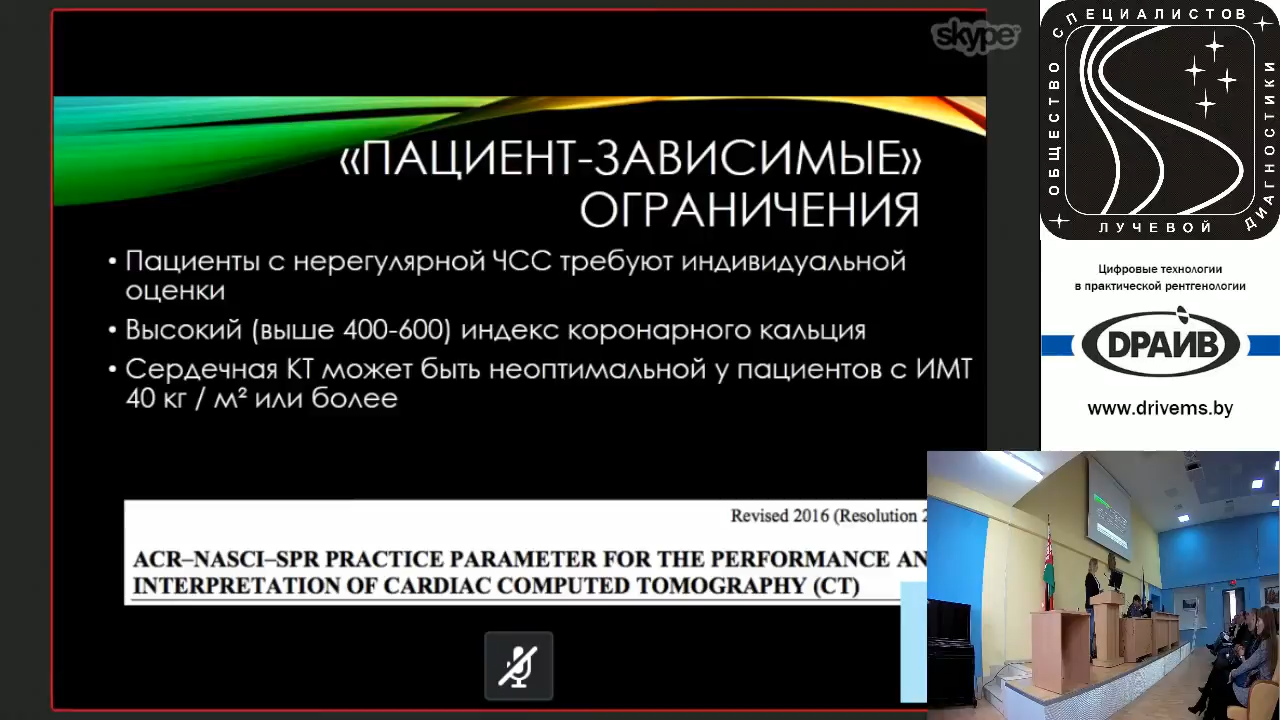 skype
«ПАЦИЕНТ-ЗАВИСИМЫЕ»
ОГРАНИЧЕНИЯ
• Пациенты с нерегулярной ЧСС требуют индивидуальной
оценки
• Высокий (выше 400-600) индекс коронарного кальция
• Сердечная КТ может быть неоптимальной у пациентов с ИМТ
40 кг / м² или более
Revised 2016 (Resolution 2
ACR–NASCI–SPR PRACTICE PARAMETER FOR THE PERFORMANCE AN
INTERPRETATION OF CARDIAC COMPUTED TOMOGRAPHY (CT)
ОБЩЕСТВО СПЕЦИАЛИСТОВ
ЛУЧЕВОЙ ДИАГНОСТИКИ
Цифровые технологии
в практической рентгенологии
DРАЙВ
www.drivems.by